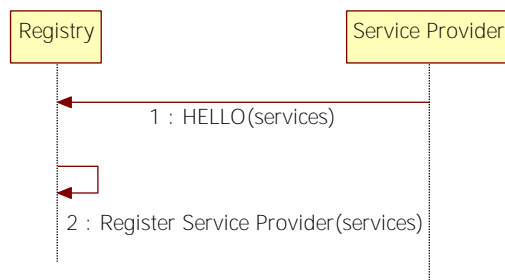 Registry
Service Provider
1 : HELLO(services)
2 : Register Service Provider(services)